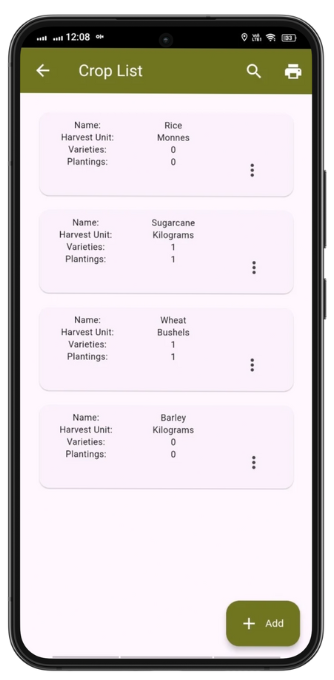 12:08
Crop List
Name: Rice
Harvest Unit: Monnes
Varieties: 0
Plantings: 0
Name: Sugarcane
Harvest Unit: Kilograms
Varieties: 1
Plantings: 1
Name: Wheat
Harvest Unit: Bushels
Varieties: 1
Plantings: 1
Name: Barley
Harvest Unit: Kilograms
Varieties: 0
Plantings: 0
+ Add